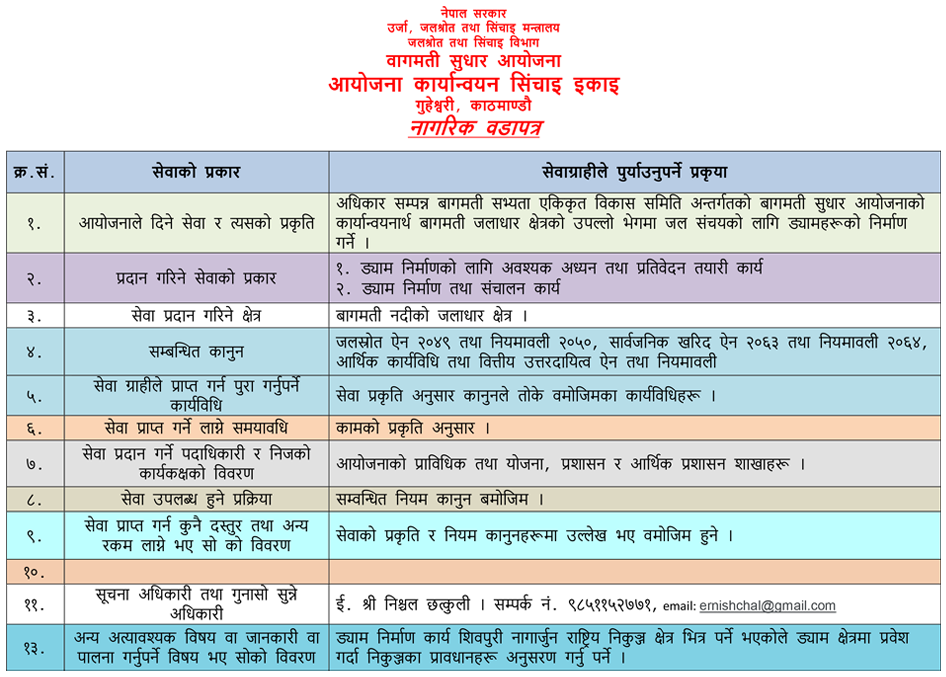 नेपाल सरकार
उर्जा, जलश्रोत तथा सिंचाइ मन्त्रालय
जलश्रोत तथा सिंचाइ विभाग
वागमती सुधार आयोजना
आयोजना कार्यान्वयन सिंचाइ इकाइ
गुहेश्वरी, काठमाण्डौ
नागरिक वडापत्र
क्र.सं. सेवाको प्रकार सेवाग्राहीले पुर्याउनुपर्ने प्रकृया
१. आयोजनाले दिने सेवा र त्यसको प्रकृति
अधिकार सम्पन्न बागमती सभ्यता एकिकृत विकास समिति अन्तर्गतको बागमती सुधार आयोजनाको
कार्यान्वयनार्थ बागमती जलाधार क्षेत्रको उपल्लो भेगमा जल संचयको लागि ड्यामहरूको निर्माण
गर्ने ।
२. प्रदान गरिने सेवाको प्रकार
१. ड्याम निर्माणको लागि अवश्यक अध्यन तथा प्रतिवेदन तयारी कार्य
२. ड्याम निर्माण तथा संचालन कार्य
३. सेवा प्रदान गरिने क्षेत्र बागमती नदीको जलाधार क्षेत्र ।
४. सम्बन्धित कानुन
जलस्रोत ऐन २०४९ तथा नियमावली २०५०, सार्वजनिक खरिद ऐन २०६३ तथा नियमावली २०६४,
आर्थिक कार्यविधि तथा वित्तीय उत्तरदायित्व ऐन तथा नियमावली
५. सेवा ग्राहीले प्राप्त गर्न पुरा गर्नुपर्ने
कार्यविधि
सेवा प्रकृति अनुसार कानुनले तोके वमोजिमका कार्यविधिहरू ।
६. सेवा प्राप्त गर्ने लाग्ने समयावधि कामको प्रकृति अनुसार ।
७. सेवा प्रदान गर्ने पदाधिकारी र निजको
कार्यकक्षको विवरण
आयोजनाको प्राविधिक तथा योजना, प्रशासन र आर्थिक प्रशासन शाखाहरू ।
८. सेवा उपलब्ध हुने प्रक्रिया सम्वन्धित नियम कानुन बमोजिम ।
९. सेवा प्राप्त गर्न कुनै दस्तुर तथा अन्य
रकम लाग्ने भए सो को विवरण
सेवाको प्रकृति र नियम कानुनहरूमा उल्लेख भए वमोजिम हुने ।
१०.
११. सूचना अधिकारी तथा गुनासो सुन्ने
अधिकारी
ई. श्री निश्चल छत्कुली । सम्पर्क नं. ९८५११५२७७१, email: ernishchal@gmail.com
१३. अन्य अत्यावश्यक विषय वा जानकारी वा
पालना गर्नुपर्ने विषय भए सोको विवरण
ड्याम निर्माण कार्य शिवपुरी नागार्जुन राष्ट्रिय निकुञ्ज क्षेत्र भित्र पर्ने भएकोले ड्याम क्षेत्रमा प्रवेश
गर्दा निकुञ्जका प्रावधानहरू अनुसरण गर्नु पर्ने ।